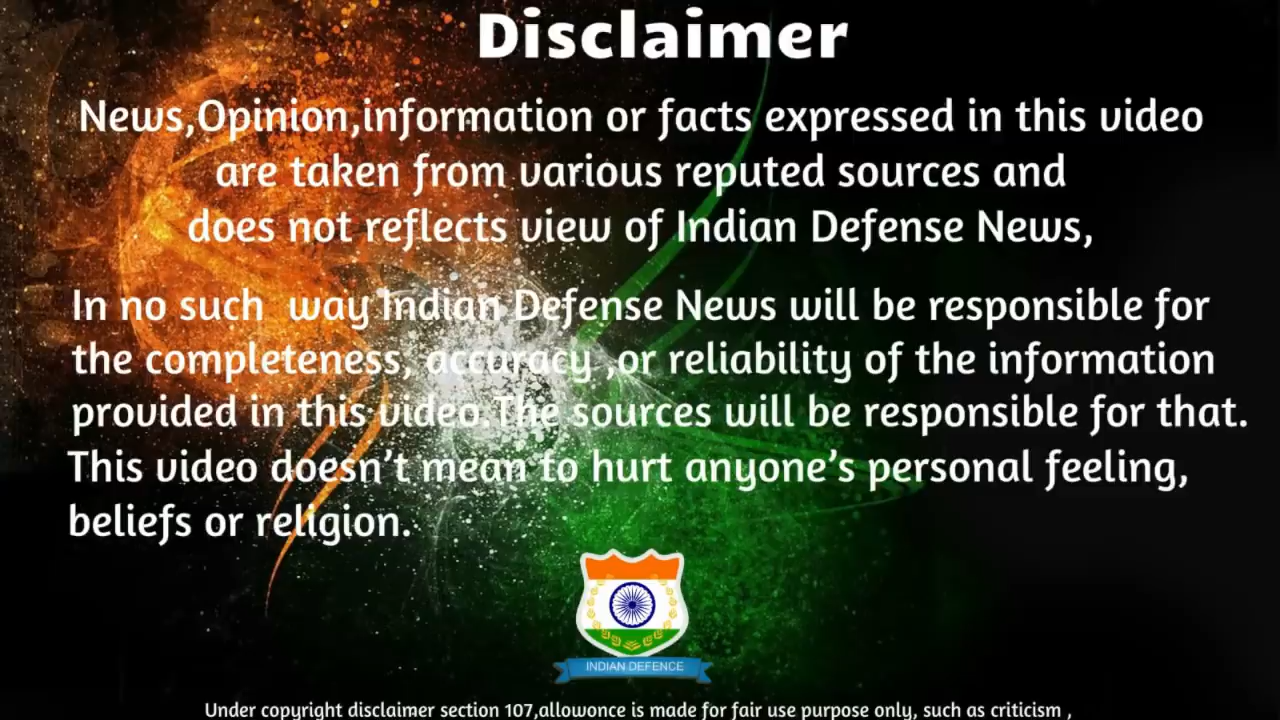 Disclaimer
News,Opinion,information or facts expressed in this video
are taken from various reputed sources and
does not reflects view of Indian Defense News,
In no such way Indian Defense News will be responsible for
the completeness, accuracy ,or reliability of the information
provided in this video.The sources will be responsible for that.
This video doesn't mean to hurt anyone's personal feeling,
beliefs or religion.
INDIAN DEFENCE
Under copyright disclaimer section 107,allowonce is made for fair use purpose only, such as criticism ,